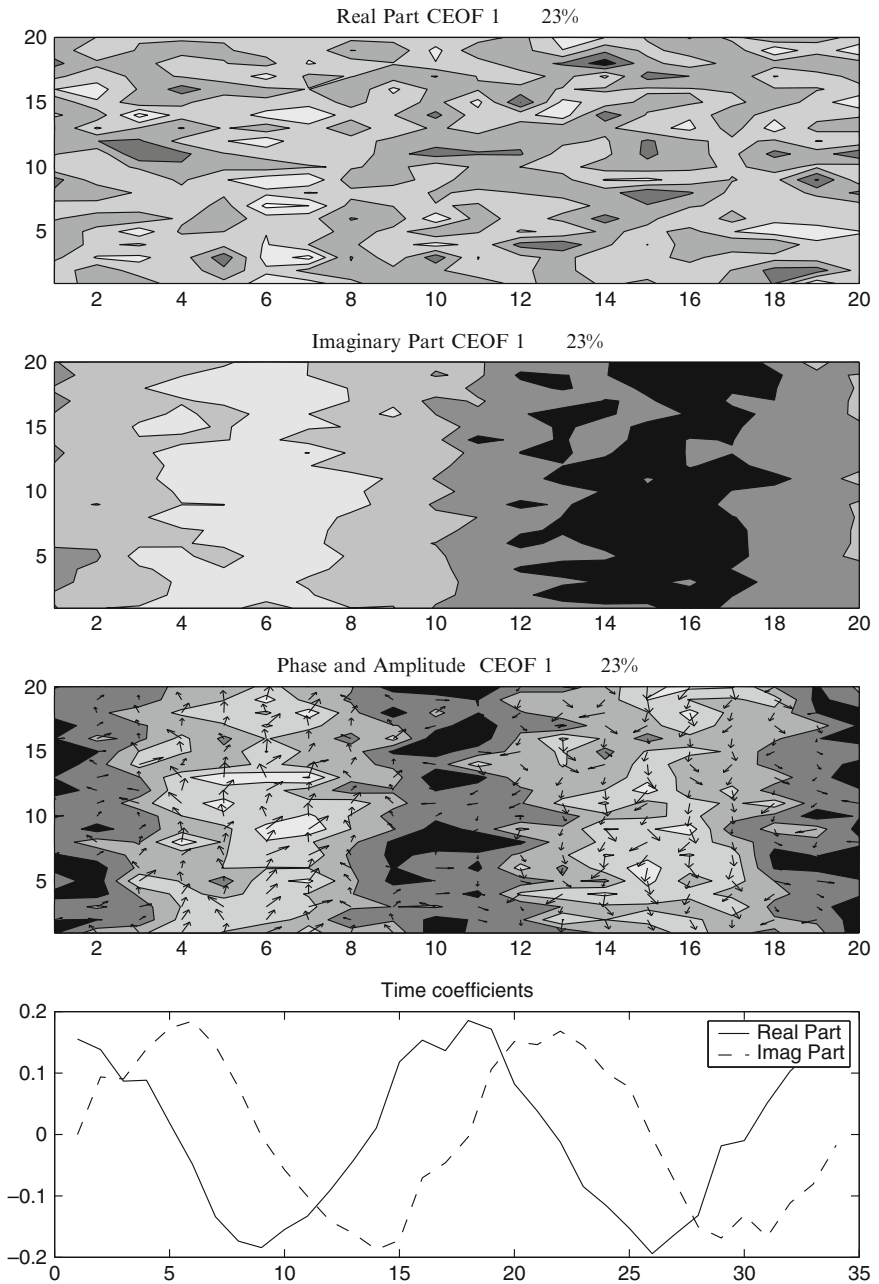 Real Part CEOF 1 23%
20
15
10
5
2 4 6 8 10 12 14 16 18 20
Imaginary Part CEOF 1 23%
20
15
10
5
2 4 6 8 10 12 14 16 18 20
Phase and Amplitude CEOF 1 23%
20
15
10
5
2 4 6 8 10 12 14 16 18 20
Time coefficients
0.2
0.1
0
−0.1
−0.2
Real Part
Imag Part
0 5 10 15 20 25 30 35